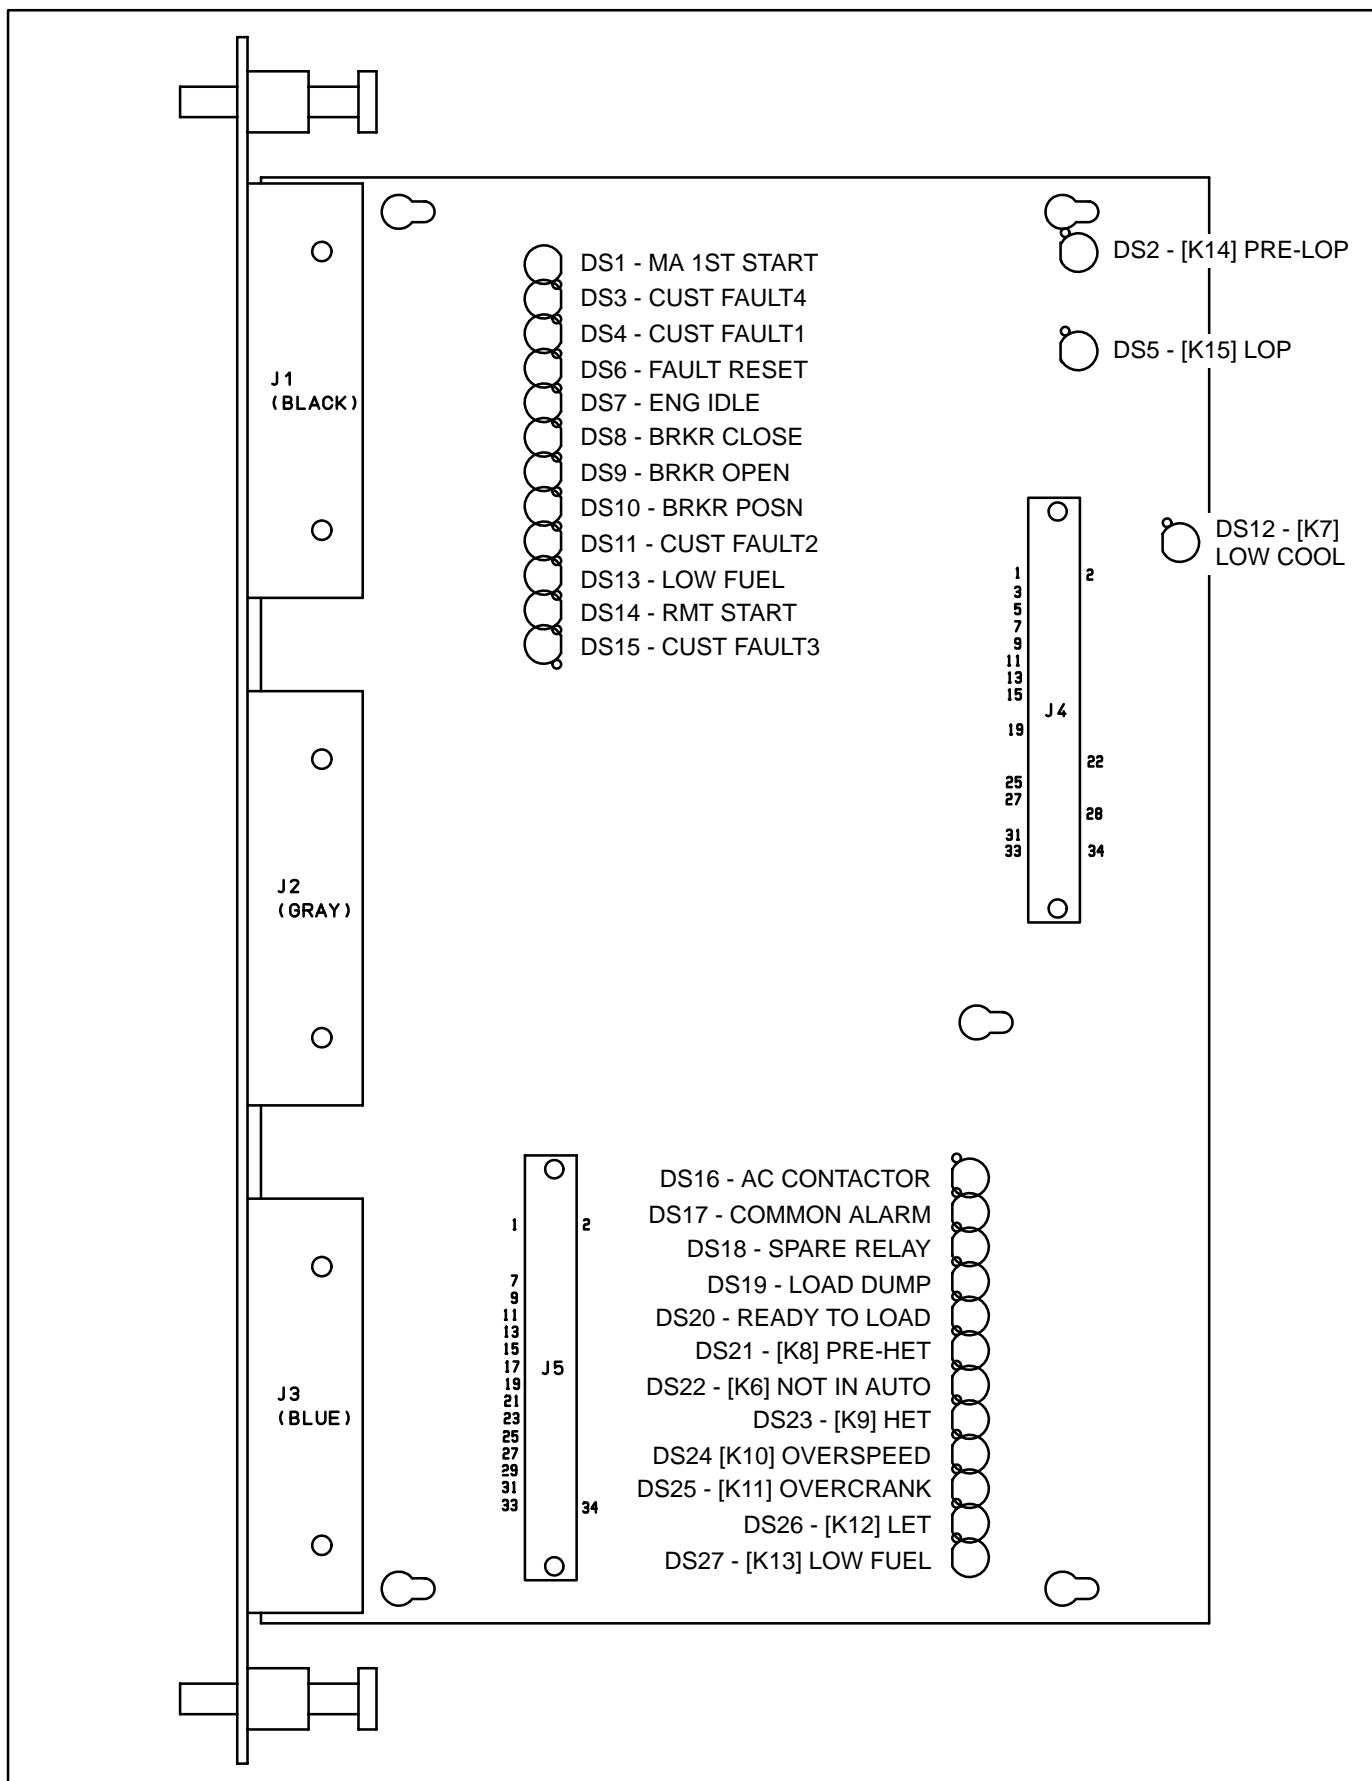 DS1 - MA 1ST START
DS3 - CUST FAULT4
DS4 - CUST FAULT1
DS6 - FAULT RESET
DS7 - ENG IDLE
DS8 - BRKR CLOSE
DS9 - BRKR OPEN
DS10 - BRKR POSN
DS11 - CUST FAULT2
DS13 - LOW FUEL
DS14 - RMT START
DS15 - CUST FAULT3
DS2 - [K14] PRE-LOP
DS5 - [K15] LOP
DS12 - [K7]
LOW COOL
J1
(BLACK)
J2
(GRAY)
J3
(BLUE)
J4
1
3
5
7
9
11
13
15
19
25
27
31
33
2
22
28
34
J5
1
7
9
11
13
15
17
19
21
23
25
27
29
31
33
2
34
DS16 - AC CONTACTOR
DS17 - COMMON ALARM
DS18 - SPARE RELAY
DS19 - LOAD DUMP
DS20 - READY TO LOAD
DS21 - [K8] PRE-HET
DS22 - [K6] NOT IN AUTO
DS23 - [K9] HET
DS24 [K10] OVERSPEED
DS25 - [K11] OVERCRANK
DS26 - [K12] LET
DS27 - [K13] LOW FUEL